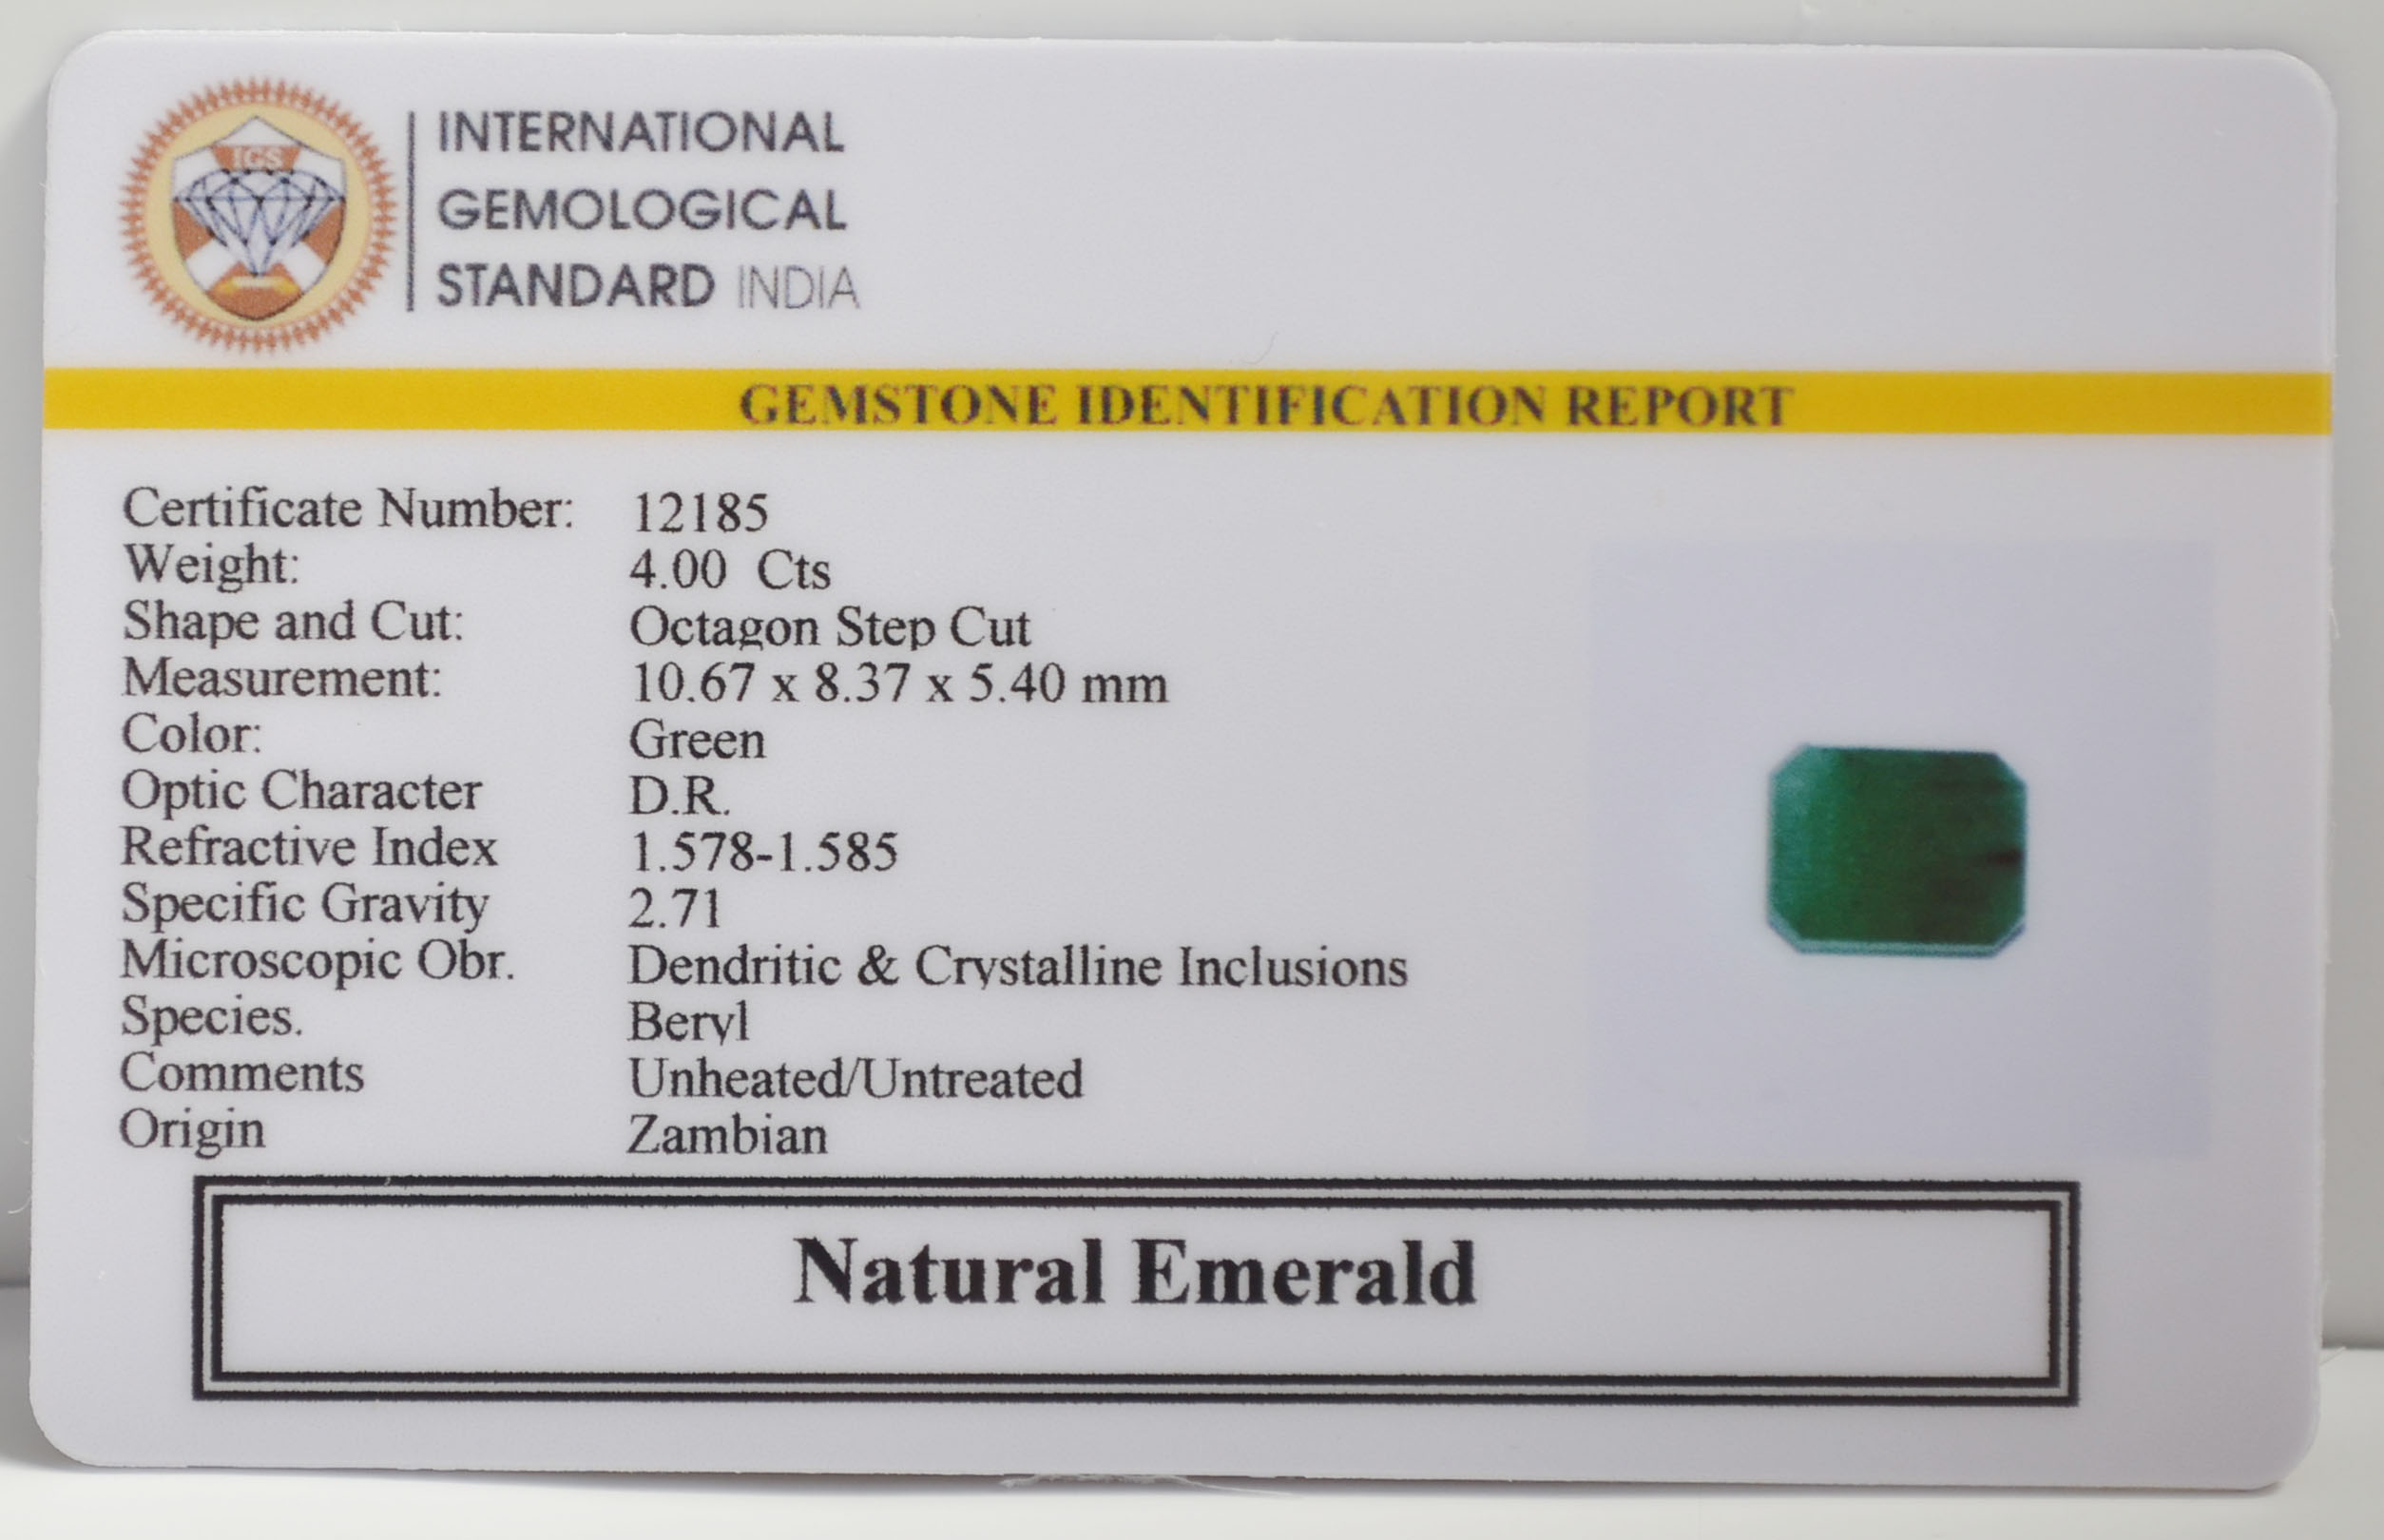 IGS
INTERNATIONAL
GEMOLOGICAL
STANDARD INDIA
GEMSTONE IDENTIFICATION REPORT
Certificate Number: 12185
Weight: 4.00 Cts
Shape and Cut: Octagon Step Cut
Measurement: 10.67 x 8.37 x 5.40 mm
Color: Green
Optic Character D.R.
Refractive Index 1.578-1.585
Specific Gravity 2.71
Microscopic Obr. Dendritic & Crystalline Inclusions
Species. Beryl
Comments Unheated/Untreated
Origin Zambian
Natural Emerald